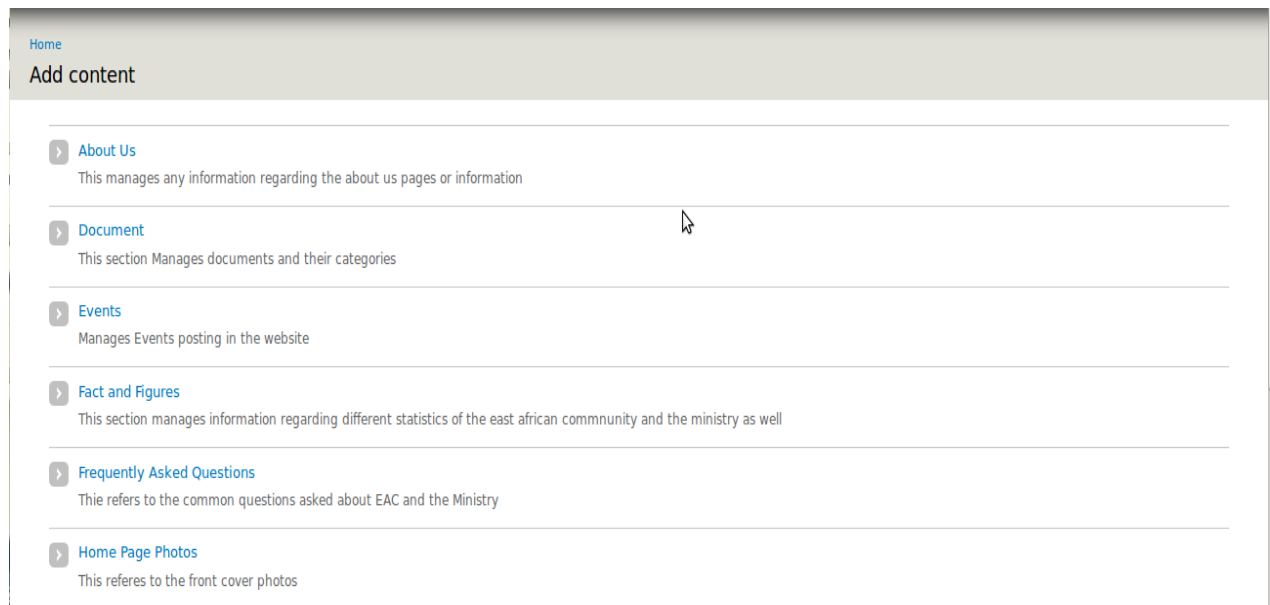 Home
Add content
About Us
This manages any information regarding the about us pages or information
Document
This section Manages documents and their categories
Events
Manages Events posting in the website
Fact and Figures
This section manages information regarding different statistics of the east african commnunity and the ministry as well
Frequently Asked Questions
Thie refers to the common questions asked about EAC and the Ministry
Home Page Photos
This referes to the front cover photos